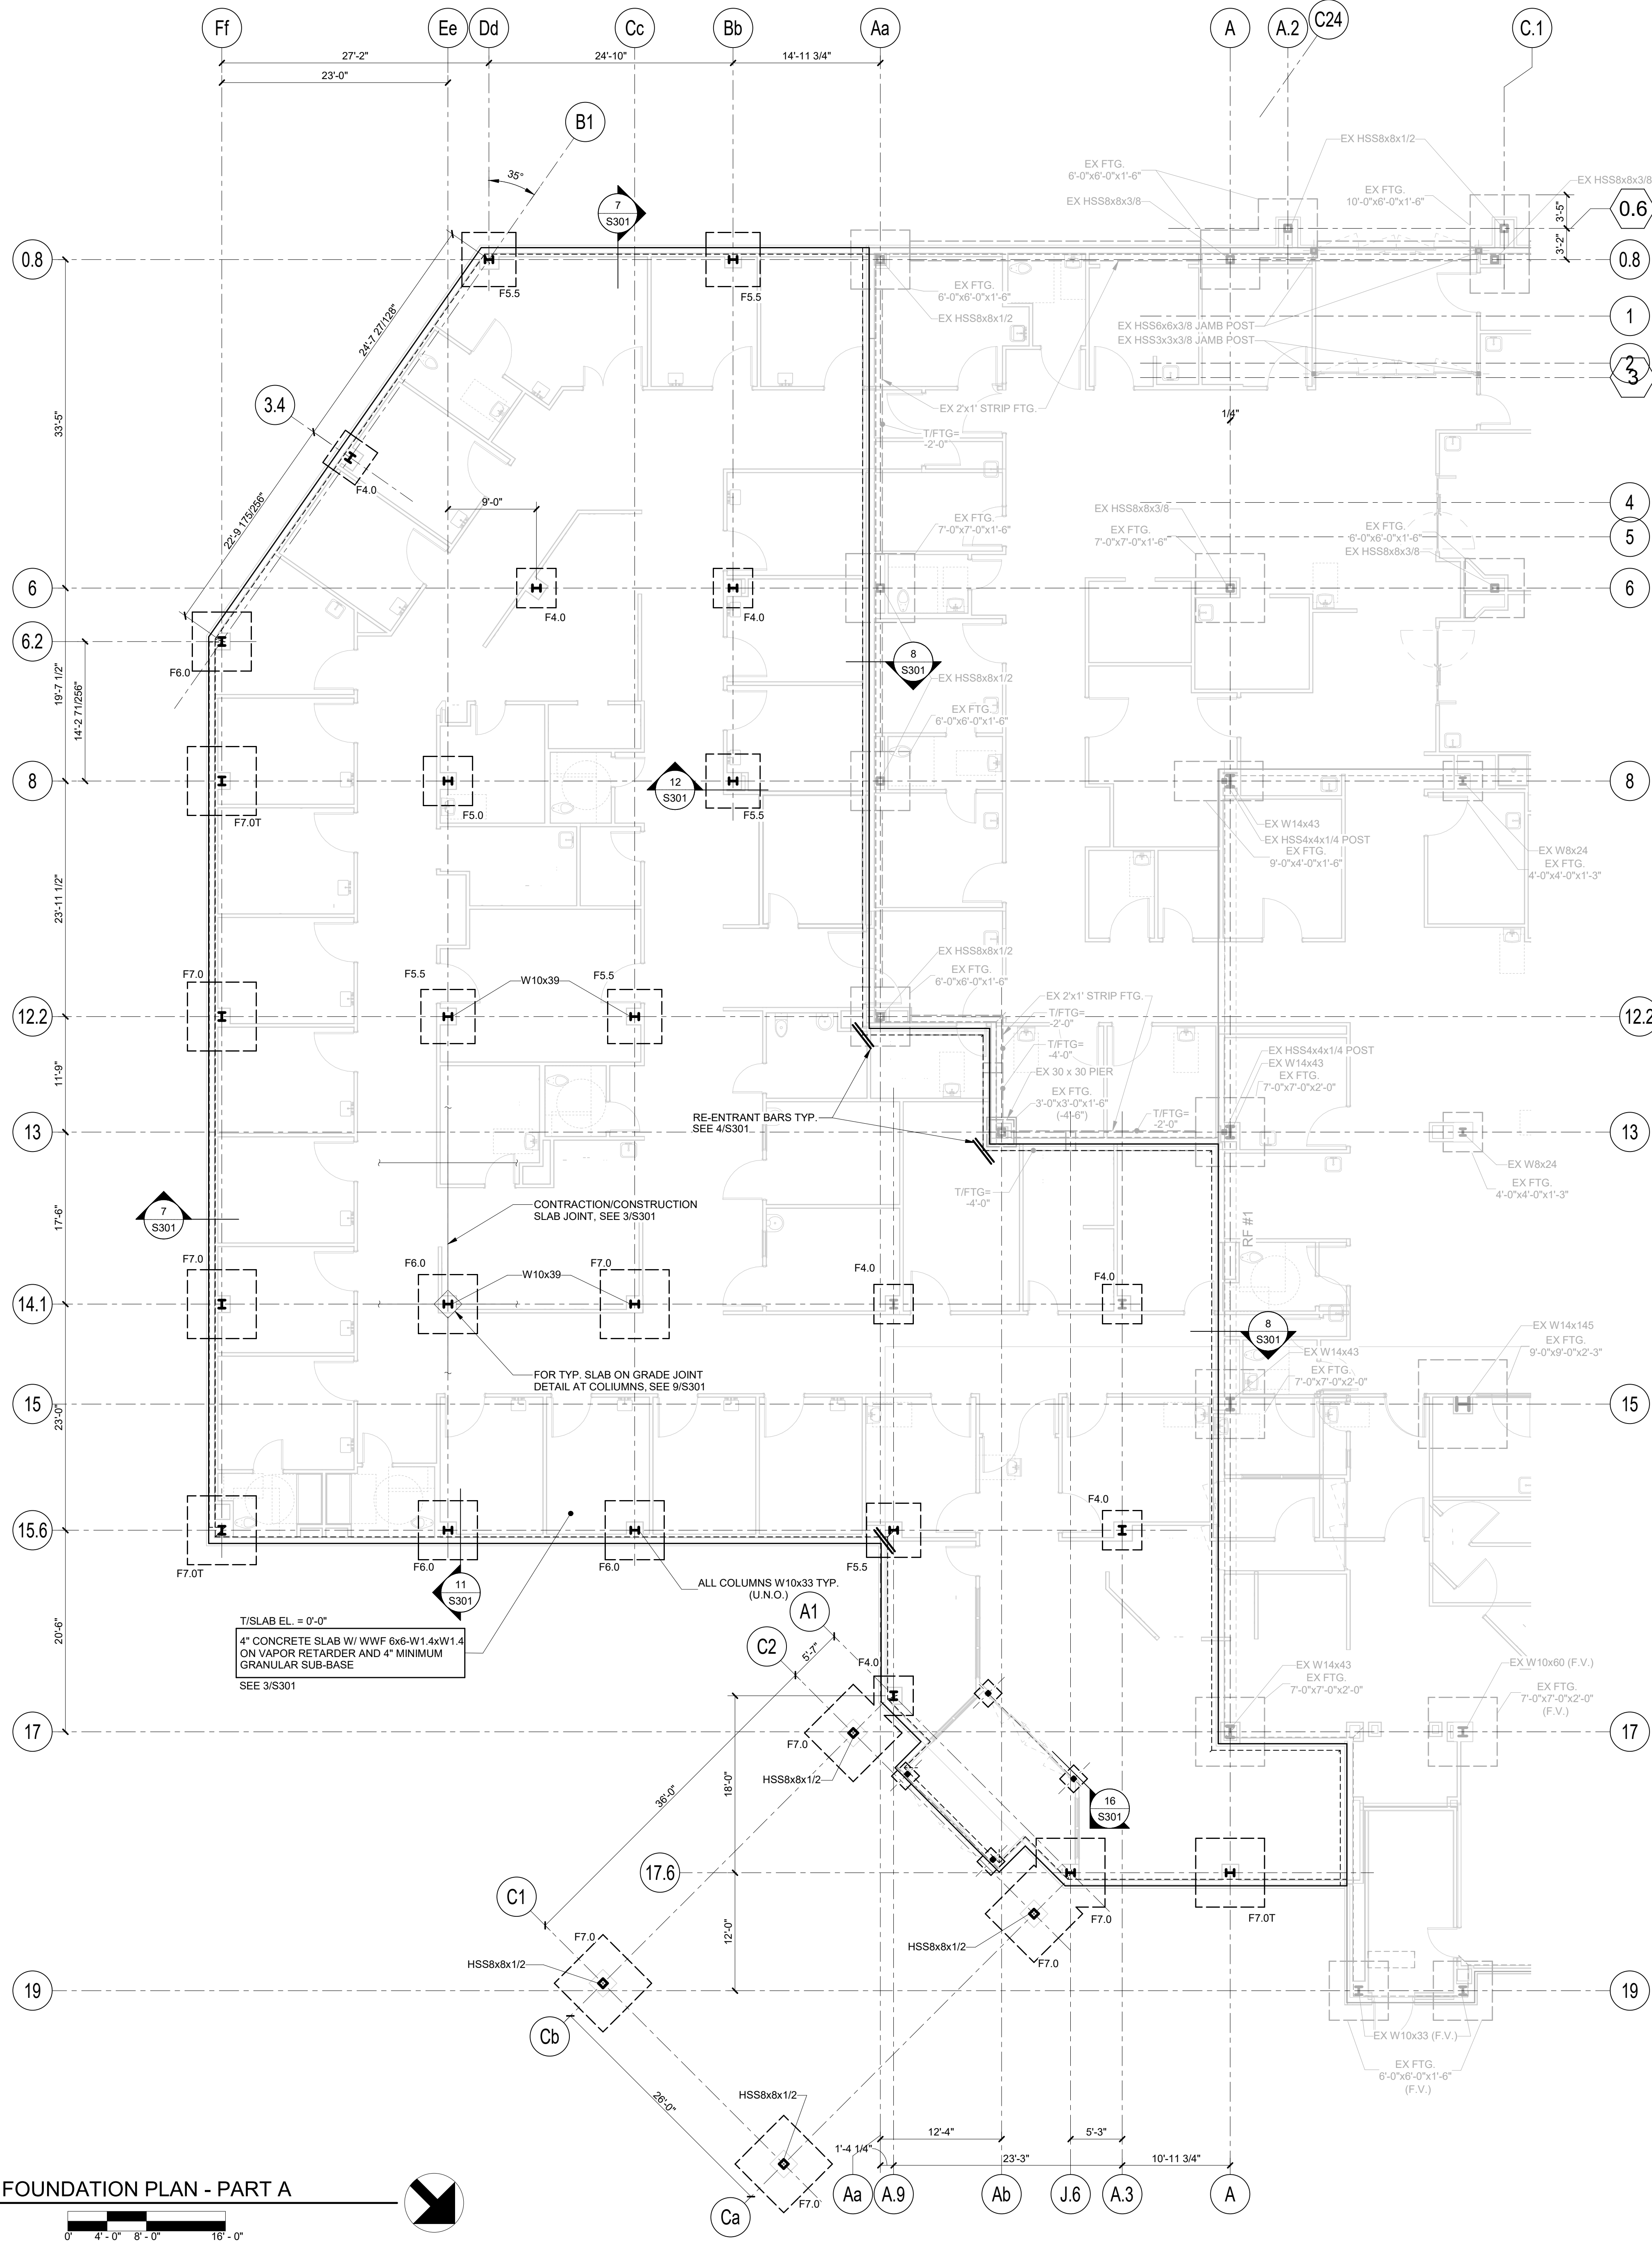 Ff
Ee
Dd
Cc
Bb
Aa
A
A.2
C24
C.1
27'-2"
24'-10"
14'-11 3/4"
23'-0"
B1
35°
7
S301
EX HSS8x8x1/2
EX FTG.
6'-0"x6'-0"x1'-6"
EX HSS8x8x3/8
EX FTG.
10'-0"x6'-0"x1'-6"
EX HSS8x8x3/8
3'-5"
0.6
3'-2"
0.8
0.8
F5.5
F5.5
EX FTG.
6'-0"x6'-0"x1'-6"
EX HSS8x8x1/2
EX HSS6x6x3/8 JAMB POST
EX HSS3x3x3/8 JAMB POST
1
2
3
24'-7 27/128"
3.4
33'-5"
EX 2'x1' STRIP FTG.
1/4"
T/FTG=
-2'-0"
F4.0
22'-9 175/256"
9'-0"
EX HSS8x8x3/8
EX FTG.
7'-0"x7'-0"x1'-6"
EX FTG.
7'-0"x7'-0"x1'-6"
EX FTG.
6'-0"x6'-0"x1'-6"
EX HSS8x8x3/8
4
5
6
6
F4.0
F4.0
6.2
F6.0
19'-7 1/2"
14'-2 71/256"
8
S301
EX HSS8x8x1/2
EX FTG.
6'-0"x6'-0"x1'-6"
8
8
F7.0T
F5.0
12
S301
F5.5
EX W14x43
EX HSS4x4x1/4 POST
EX FTG.
9'-0"x4'-0"x1'-6"
EX W8x24
EX FTG.
4'-0"x4'-0"x1'-3"
23'-11 1/2"
EX HSS8x8x1/2
EX FTG.
6'-0"x6'-0"x1'-6"
F7.0
F5.5
W10x39
F5.5
12.2
12.2
EX 2'x1' STRIP FTG.
T/FTG=
-2'-0"
T/FTG=
-4'-0"
EX 30 x 30 PIER
EX FTG.
3'-0"x3'-0"x1'-6"
(-4'-6")
T/FTG=
-2'-0"
EX HSS4x4x1/4 POST
EX W14x43
EX FTG.
7'-0"x7'-0"x2'-0"
11'-9"
RE-ENTRANT BARS TYP.
SEE 4/S301
13
13
EX W8x24
EX FTG.
4'-0"x4'-0"x1'-3"
T/FTG=
-4'-0"
7
S301
17'-6"
CONTRACTION/CONSTRUCTION
SLAB JOINT, SEE 3/S301
RF #1
F7.0
F6.0
W10x39
F7.0
F4.0
F4.0
14.1
14.1
8
S301
EX W14x145
EX FTG.
9'-0"x9'-0"x2'-3"
EX W14x43
EX FTG.
7'-0"x7'-0"x2'-0"
FOR TYP. SLAB ON GRADE JOINT
DETAIL AT COLIUMNS, SEE 9/S301
15
15
23'-0"
15.6
15.6
F4.0
F7.0T
F6.0
F6.0
F5.5
11
S301
ALL COLUMNS W10x33 TYP.
(U.N.O.)
T/SLAB EL. = 0'-0"
4" CONCRETE SLAB W/ WWF 6x6-W1.4xW1.4
ON VAPOR RETARDER AND 4" MINIMUM
GRANULAR SUB-BASE
SEE 3/S301
20'-6"
A1
C2
5'-7"
F4.0
EX W14x43
EX FTG.
7'-0"x7'-0"x2'-0"
EX W10x60 (F.V.)
EX FTG.
7'-0"x7'-0"x2'-0"
(F.V.)
17
17
F7.0
HSS8x8x1/2
36'-0"
18'-0"
16
S301
17.6
C1
12'-0"
F7.0
F7.0T
F7.0
HSS8x8x1/2
HSS8x8x1/2
F7.0
19
19
Cb
EX W10x33 (F.V.)
EX FTG.
6'-0"x6'-0"x1'-6"
(F.V.)
26'-0"
HSS8x8x1/2
F7.0
12'-4"
5'-3"
1'-4 1/4"
23'-3"
10'-11 3/4"
Ca
Aa
A.9
Ab
J.6
A.3
A
FOUNDATION PLAN - PART A
0'
4' - 0"
8' - 0"
16' - 0"